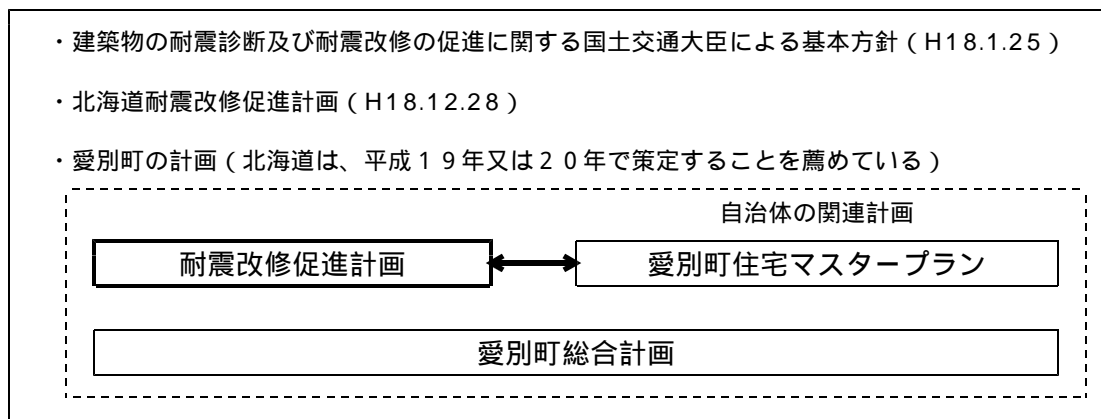 ・建築物の耐震診断及び耐震改修の促進に関する国土交通大臣による基本方針（H18.1.25）
・北海道耐震改修促進計画（H18.12.28）
・愛別町の計画（北海道は、平成１９年又は２０年で策定することを薦めている）
自治体の関連計画
耐震改修促進計画
愛別町住宅マスタープラン
愛別町総合計画